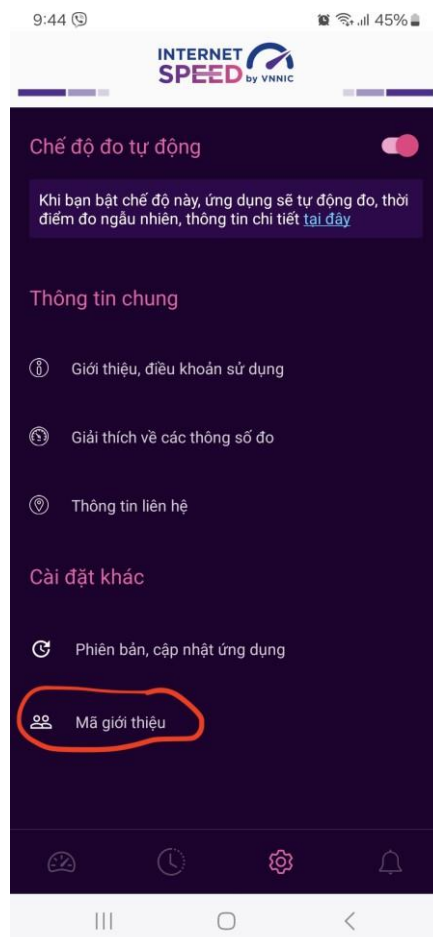 9:44
45%
INTERNET
SPEED by VNNIC
Chế độ đo tự động
Khi bạn bật chế độ này, ứng dụng sẽ tự động đo, thời
điểm đo ngẫu nhiên, thông tin chi tiết tại đây
Thông tin chung
Giới thiệu, điều khoản sử dụng
Giải thích về các thông số đo
Thông tin liên hệ
Cài đặt khác
Phiên bản, cập nhật ứng dụng
Mã giới thiệu